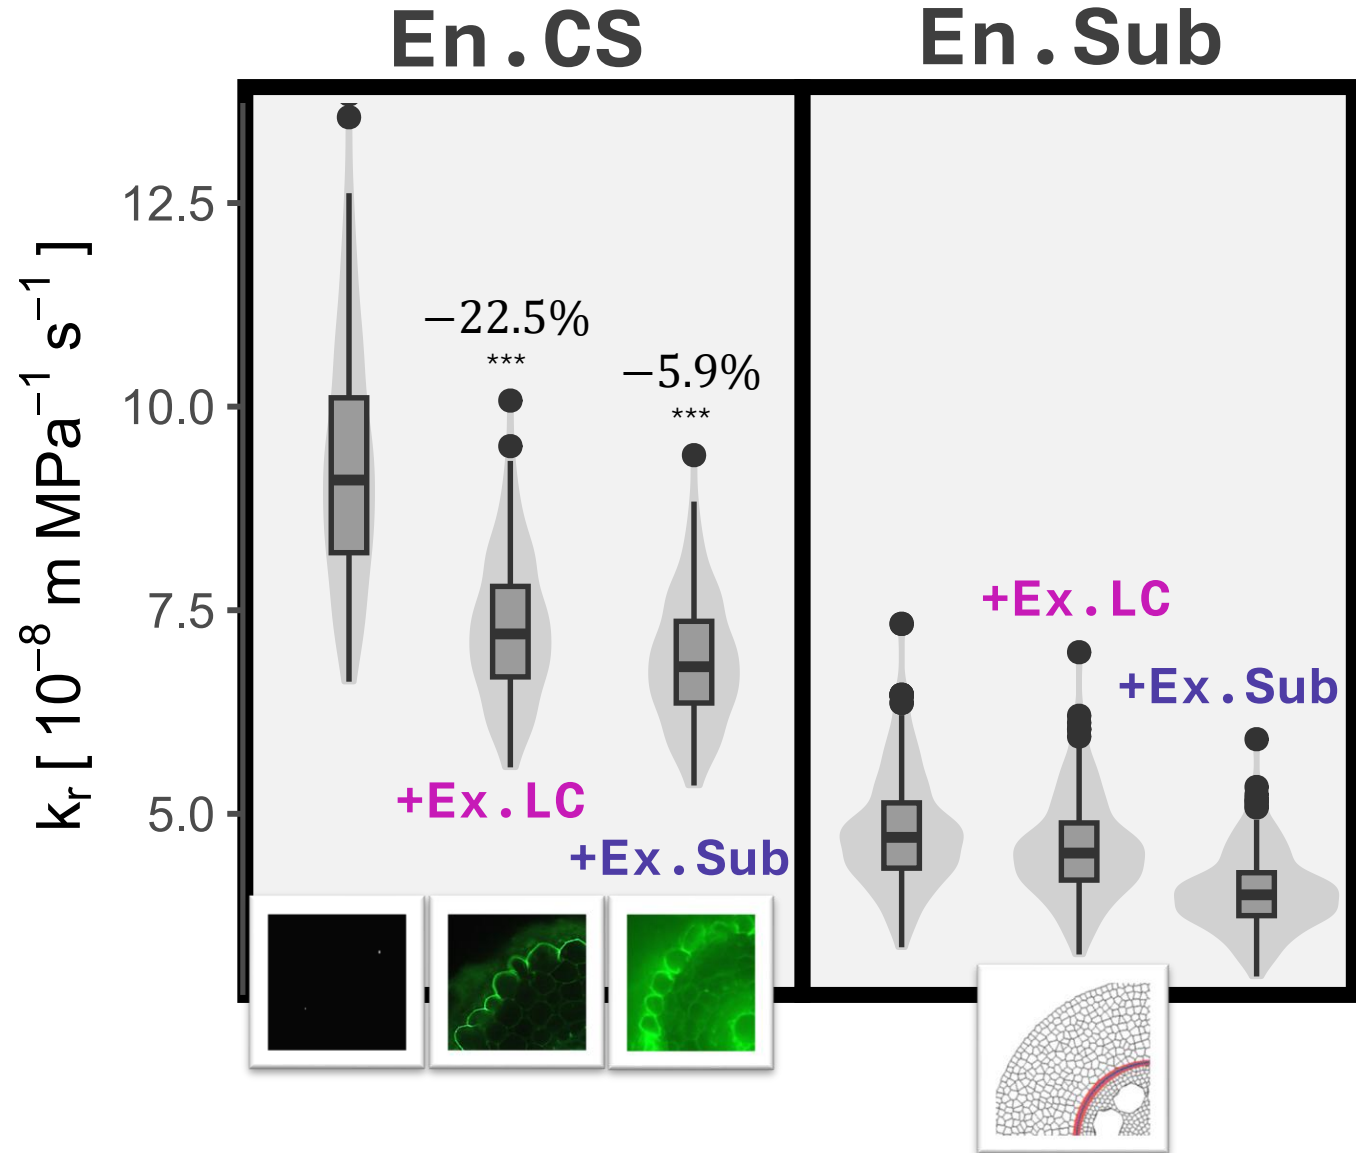 En.CS
En.Sub
k_r [ 10⁻⁸ m MPa⁻¹ s⁻¹ ]
12.5
10.0
7.5
5.0
−22.5%
***
−5.9%
***
+Ex.LC
+Ex.Sub
+Ex.LC
+Ex.Sub